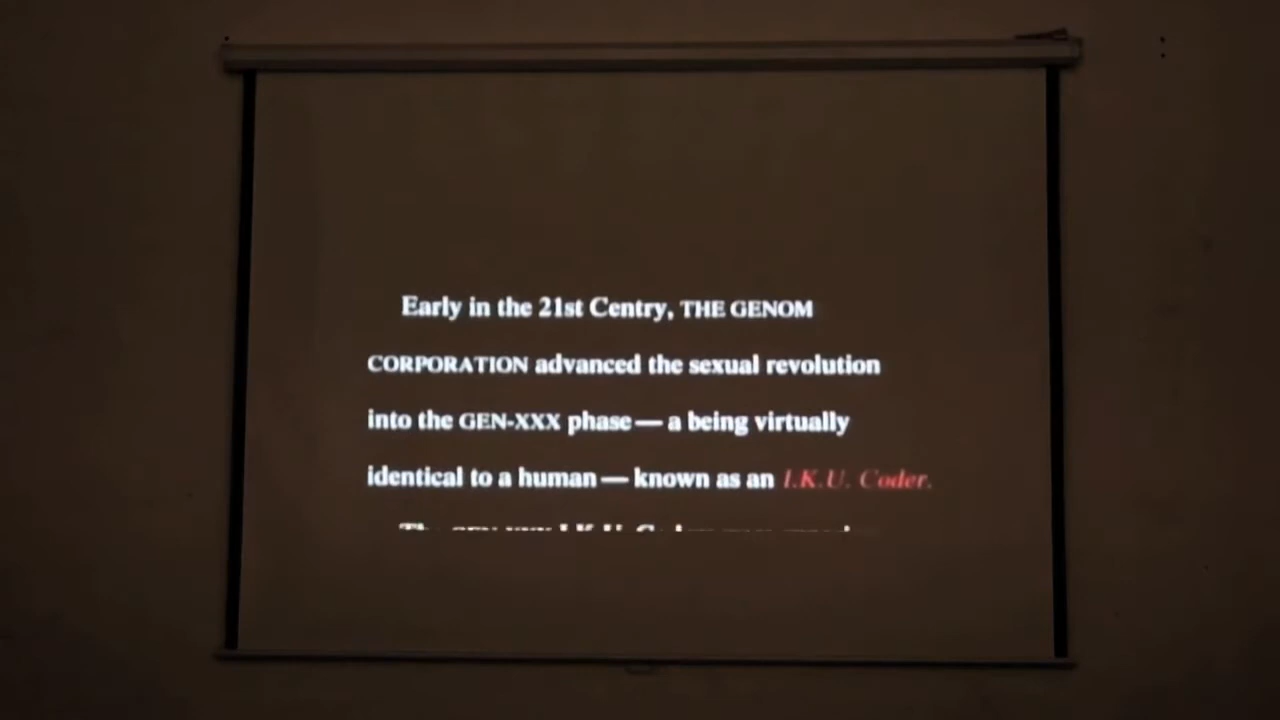 Early in the 21st Centry, THE GENOM
CORPORATION advanced the sexual revolution
into the GEN-XXX phase — a being virtually
identical to a human — known as an I.K.U. Coder.